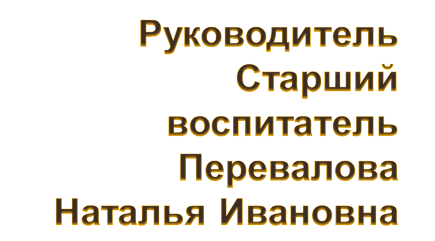 Руководитель
Старший
воспитатель
Перевалова
Наталья Ивановна